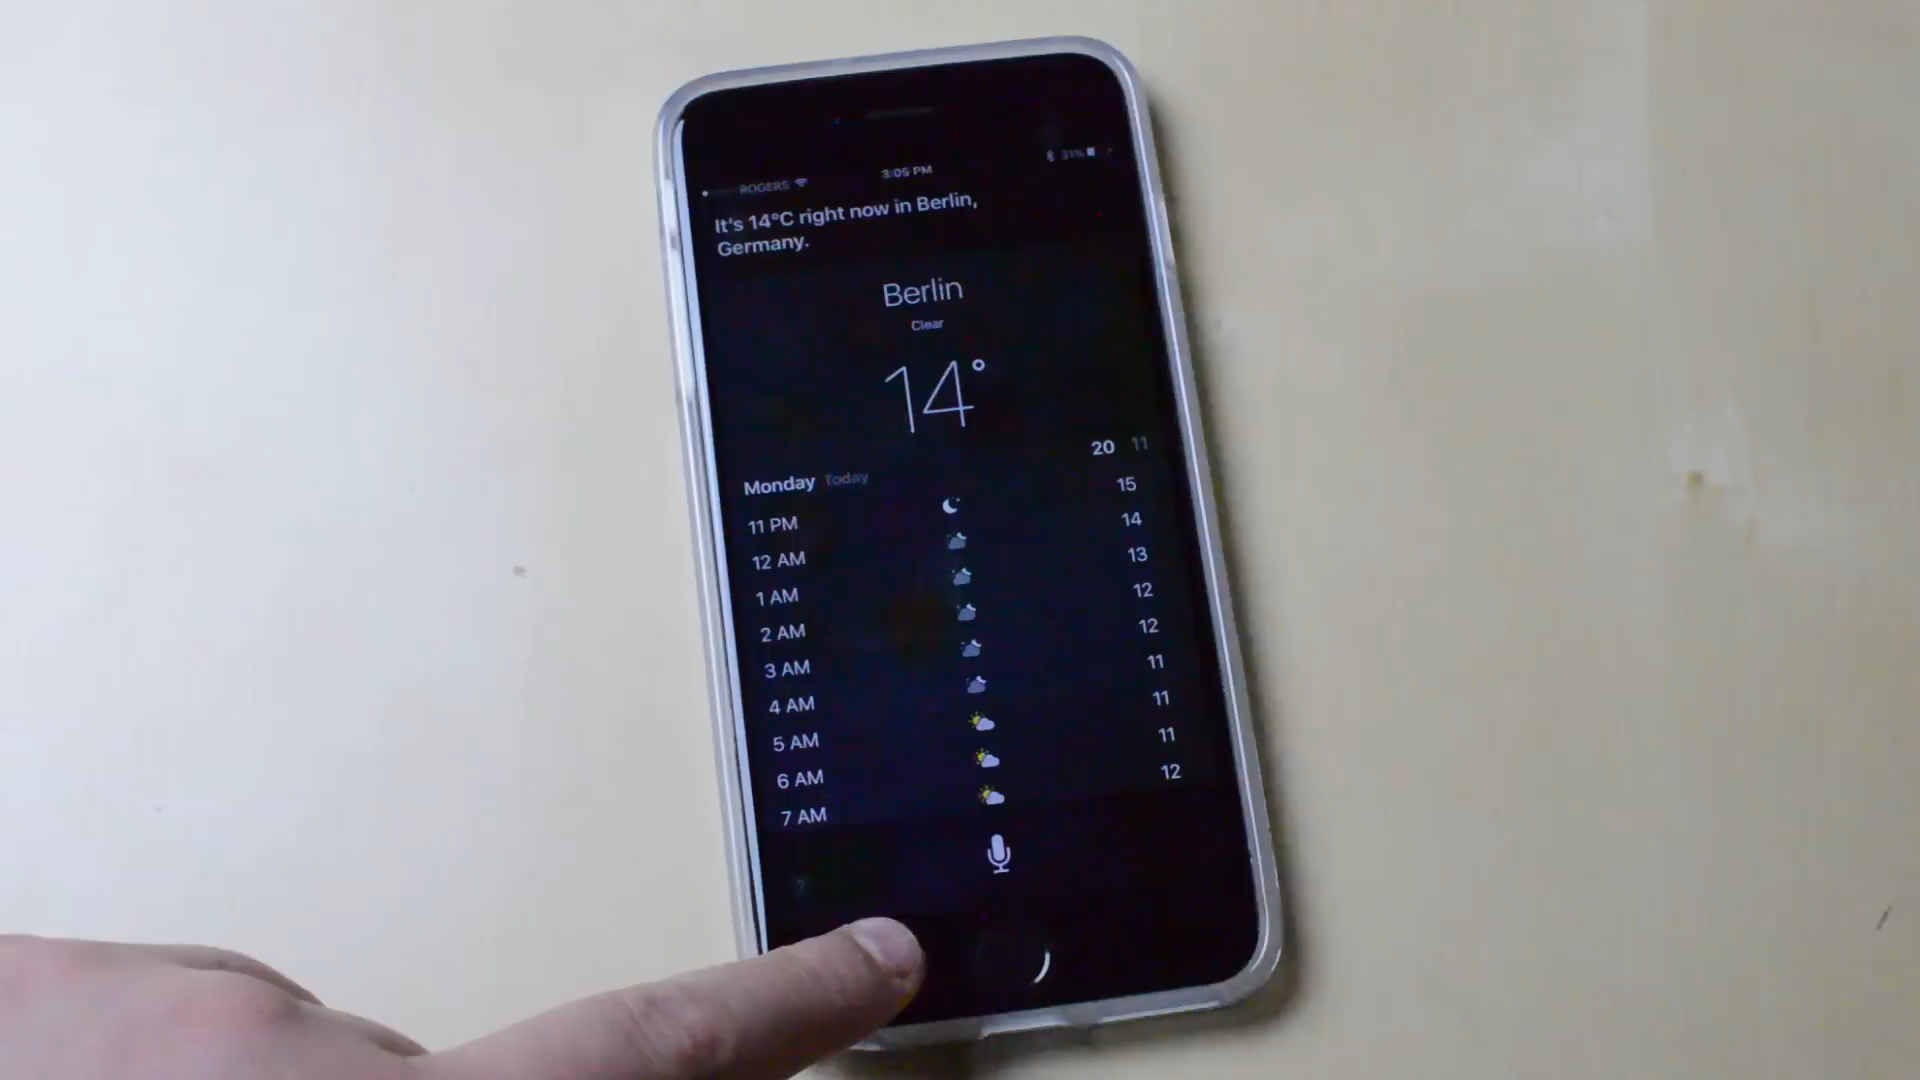 ROGERS 3:05 PM 31%
It's 14°C right now in Berlin,
Germany.
Berlin
Clear
14°
Monday Today 20 11
11 PM 15
12 AM 14
1 AM 13
2 AM 12
3 AM 12
4 AM 11
5 AM 11
6 AM 11
7 AM 12
?